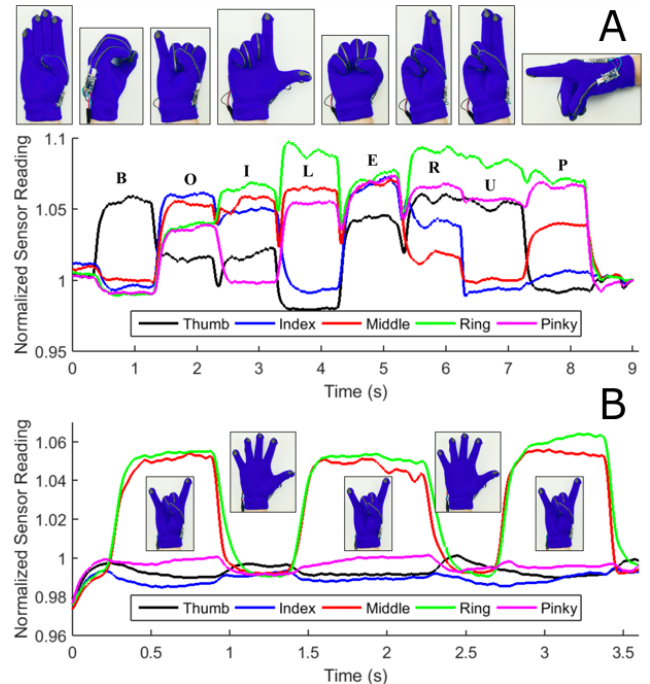 A
Normalized Sensor Reading
1.1
1.05
1
0.95
B O I L E R U P
Thumb Index Middle Ring Pinky
0 1 2 3 4 5 6 7 8 9
Time (s)
B
Normalized Sensor Reading
1.06
1.04
1.02
1
0.98
0.96
Thumb Index Middle Ring Pinky
0 0.5 1 1.5 2 2.5 3 3.5
Time (s)